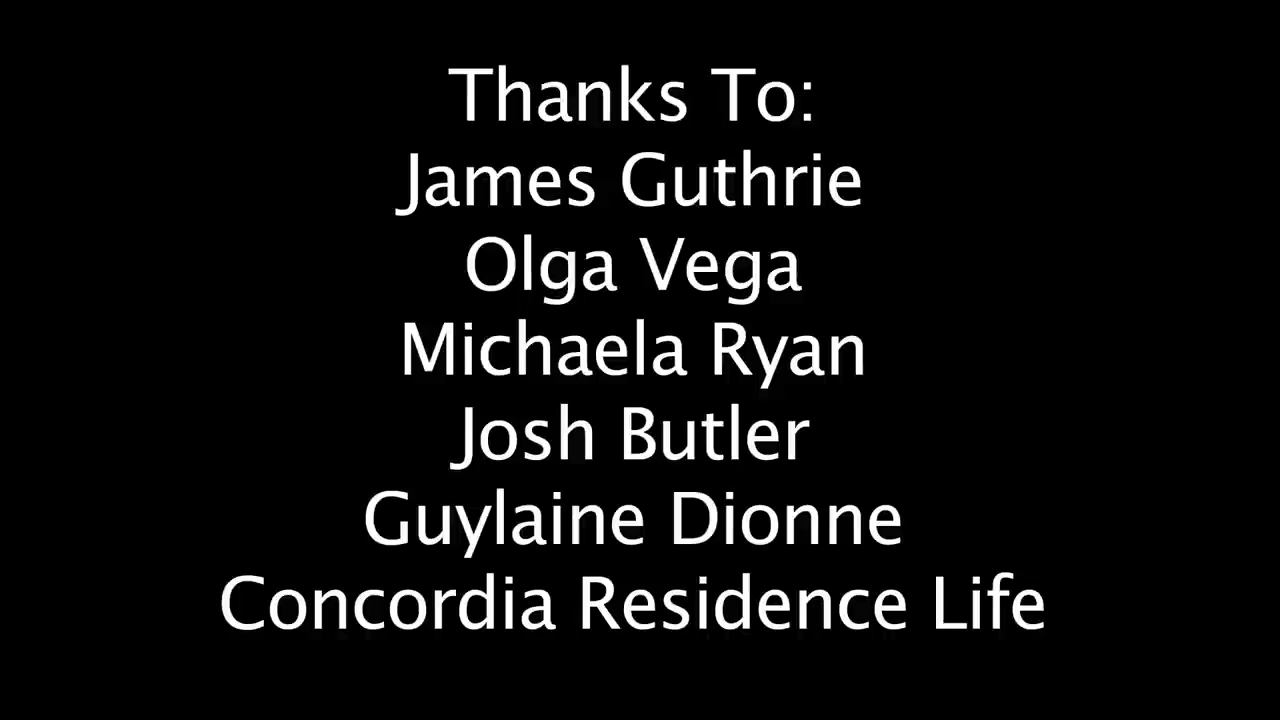 Thanks To:
James Guthrie
Olga Vega
Michaela Ryan
Josh Butler
Guylaine Dionne
Concordia Residence Life